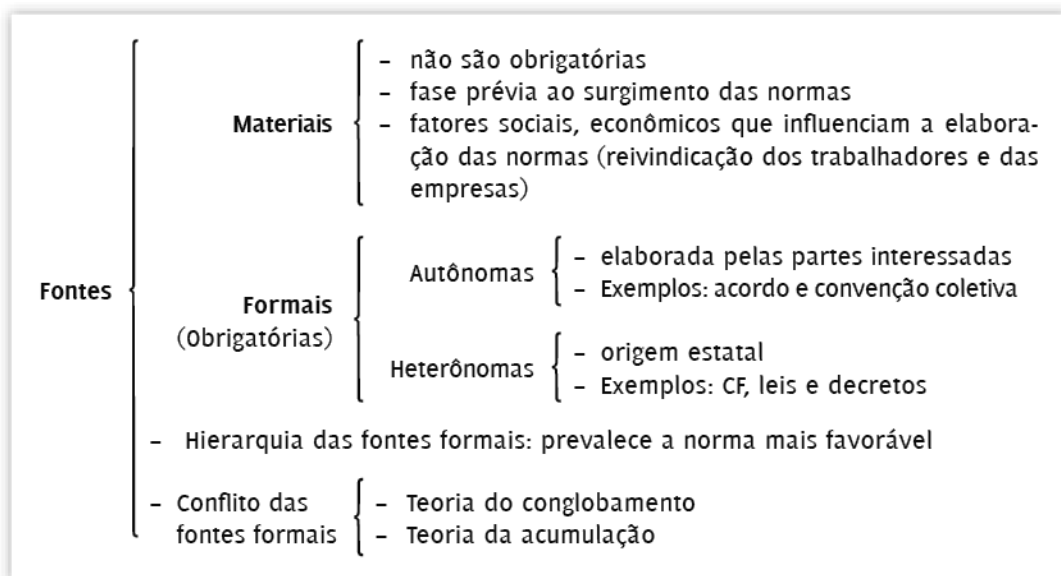 Fontes
Materiais
– não são obrigatórias
– fase prévia ao surgimento das normas
– fatores sociais, econômicos que influenciam a elabora-
ção das normas (reivindicação dos trabalhadores e das
empresas)
Formais
(Obrigatórias)
Autônomas
– elaborada pelas partes interessadas
– Exemplos: acordo e convenção coletiva
Heterônomas
– origem estatal
– Exemplos: CF, leis e decretos
– Hierarquia das fontes formais: prevalece a norma mais favorável
– Conflito das
fontes formais
– Teoria do conglobamento
– Teoria da acumulação